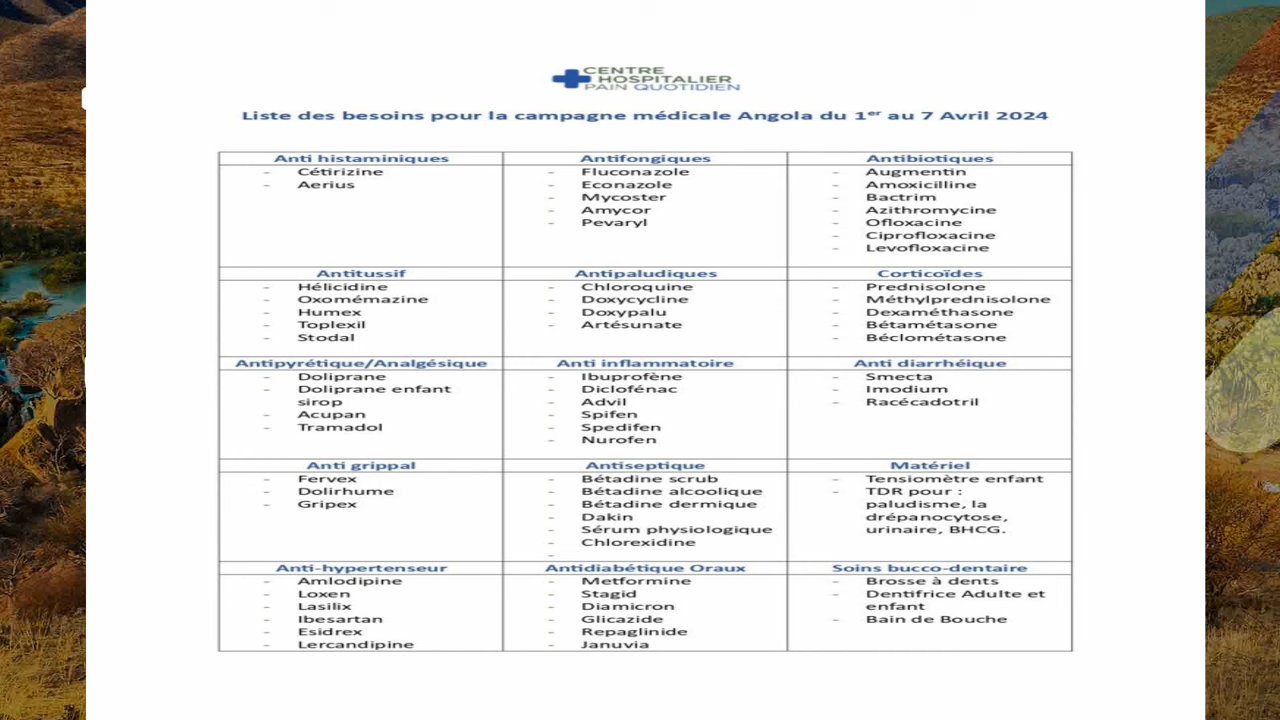 CENTRE
HOSPITALIER
PAIN QUOTIDIEN
Liste des besoins pour la campagne médicale Angola du 1er au 7 Avril 2024
Anti histaminiques
- Cétirizine
- Aerius
Antifongiques
- Fluconazole
- Econazole
- Mycoster
- Amycor
- Pevaryl
Antibiotiques
- Augmentin
- Amoxicilline
- Bactrim
- Azithromycine
- Ofloxacine
- Ciprofloxacine
- Levofloxacine
Antitussif
- Hélicidine
- Oxomémazine
- Humex
- Toplexil
- Stodal
Antipaludiques
- Chloroquine
- Doxycycline
- Doxypalu
- Artésunate
Corticoïdes
- Prednisolone
- Méthylprednisolone
- Dexaméthasone
- Bétamétasone
- Béclométasone
Antipyrétique/Analgésique
- Doliprane
- Doliprane enfant
sirop
- Acupan
- Tramadol
Anti inflammatoire
- Ibuprofène
- Diclofénac
- Advil
- Spifen
- Spedifen
- Nurofen
Anti diarrhéique
- Smecta
- Imodium
- Racécadotril
Anti grippal
- Fervex
- Dolirhume
- Gripex
Antiseptique
- Bétadine scrub
- Bétadine alcoolique
- Bétadine dermique
- Dakin
- Sérum physiologique
- Chlorexidine
-
Matériel
- Tensiomètre enfant
- TDR pour :
paludisme, la
drépanocytose,
urinaire, BHCG.
Anti-hypertenseur
- Amlodipine
- Loxen
- Lasilix
- Ibesartan
- Esidrex
- Lercandipine
Antidiabétique Oraux
- Metformine
- Stagid
- Diamicron
- Glicazide
- Repaglinide
- Januvia
Soins bucco-dentaire
- Brosse à dents
- Dentifrice Adulte et
enfant
- Bain de Bouche